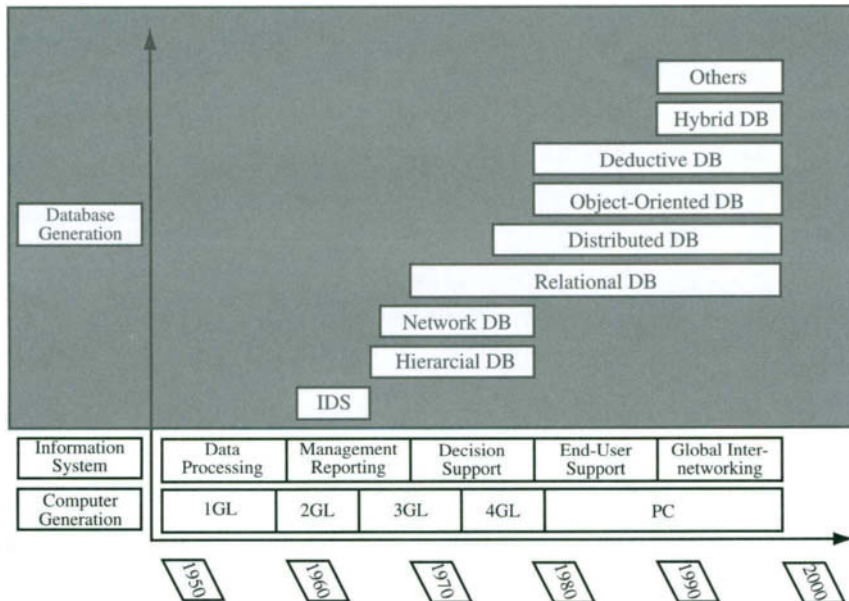 Others
Hybrid DB
Deductive DB
Object-Oriented DB
Database
Generation
Distributed DB
Relational DB
Network DB
Hierarcial DB
IDS
Information
System
Data
Processing
Management
Reporting
Decision
Support
End-User
Support
Global Inter-
networking
Computer
Generation
1GL
2GL
3GL
4GL
PC
1950
1960
1970
1980
1990
2000